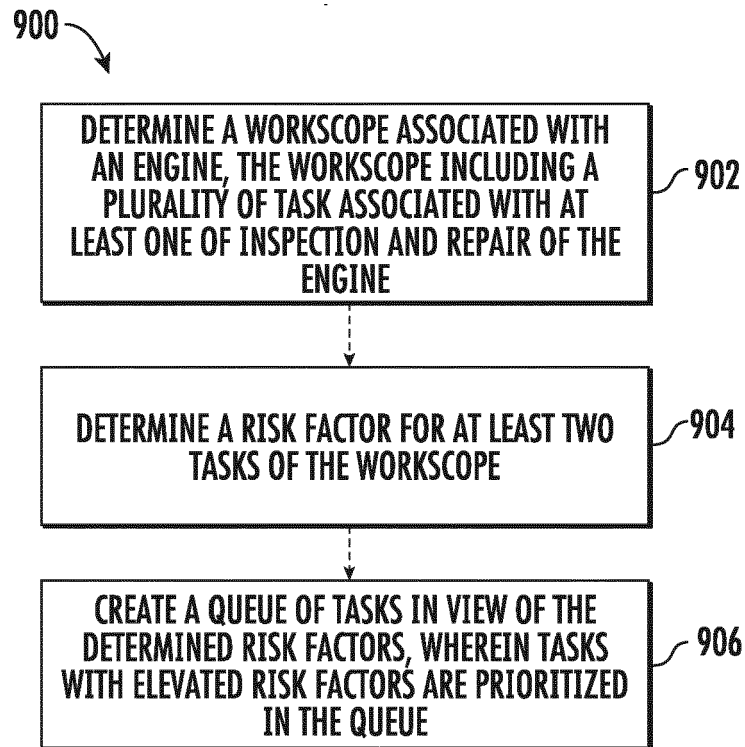 900
DETERMINE A WORKSCOPE ASSOCIATED WITH
AN ENGINE, THE WORKSCOPE INCLUDING A
PLURALITY OF TASK ASSOCIATED WITH AT
LEAST ONE OF INSPECTION AND REPAIR OF THE
ENGINE
902
DETERMINE A RISK FACTOR FOR AT LEAST TWO
TASKS OF THE WORKSCOPE
904
CREATE A QUEUE OF TASKS IN VIEW OF THE
DETERMINED RISK FACTORS, WHEREIN TASKS
WITH ELEVATED RISK FACTORS ARE PRIORITIZED
IN THE QUEUE
906